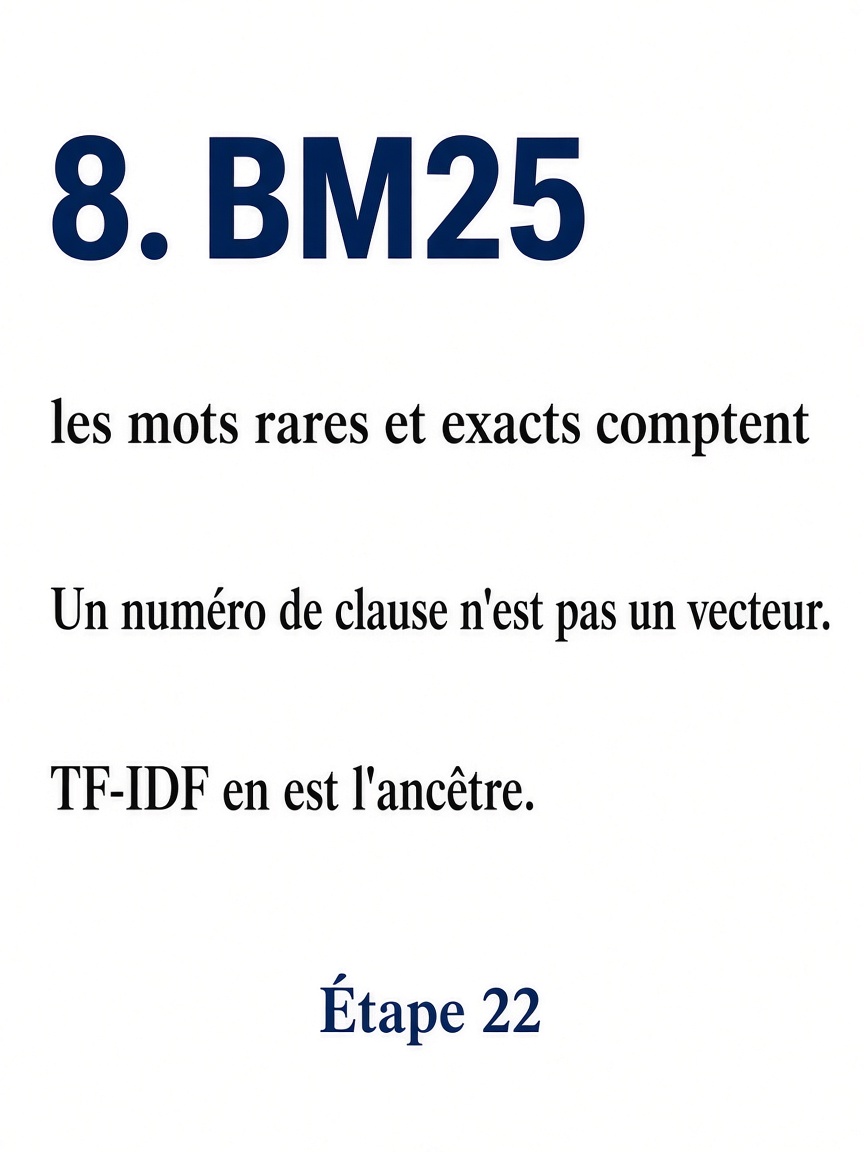 8. BM25
les mots rares et exacts comptent
Un numéro de clause n'est pas un vecteur.
TF-IDF en est l'ancêtre.
Étape 22